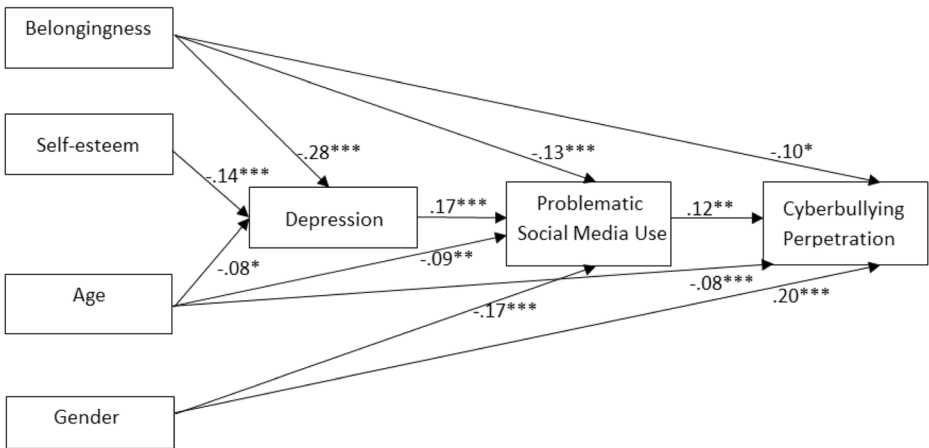 Belongingness
Self-esteem
-.28***
-.13***
-.10*
-.14***
Depression
.17***
Problematic
Social Media Use
.12**
Cyberbullying
Perpetration
-.08*
-.09**
Age
-.08***
.20***
-.17***
Gender